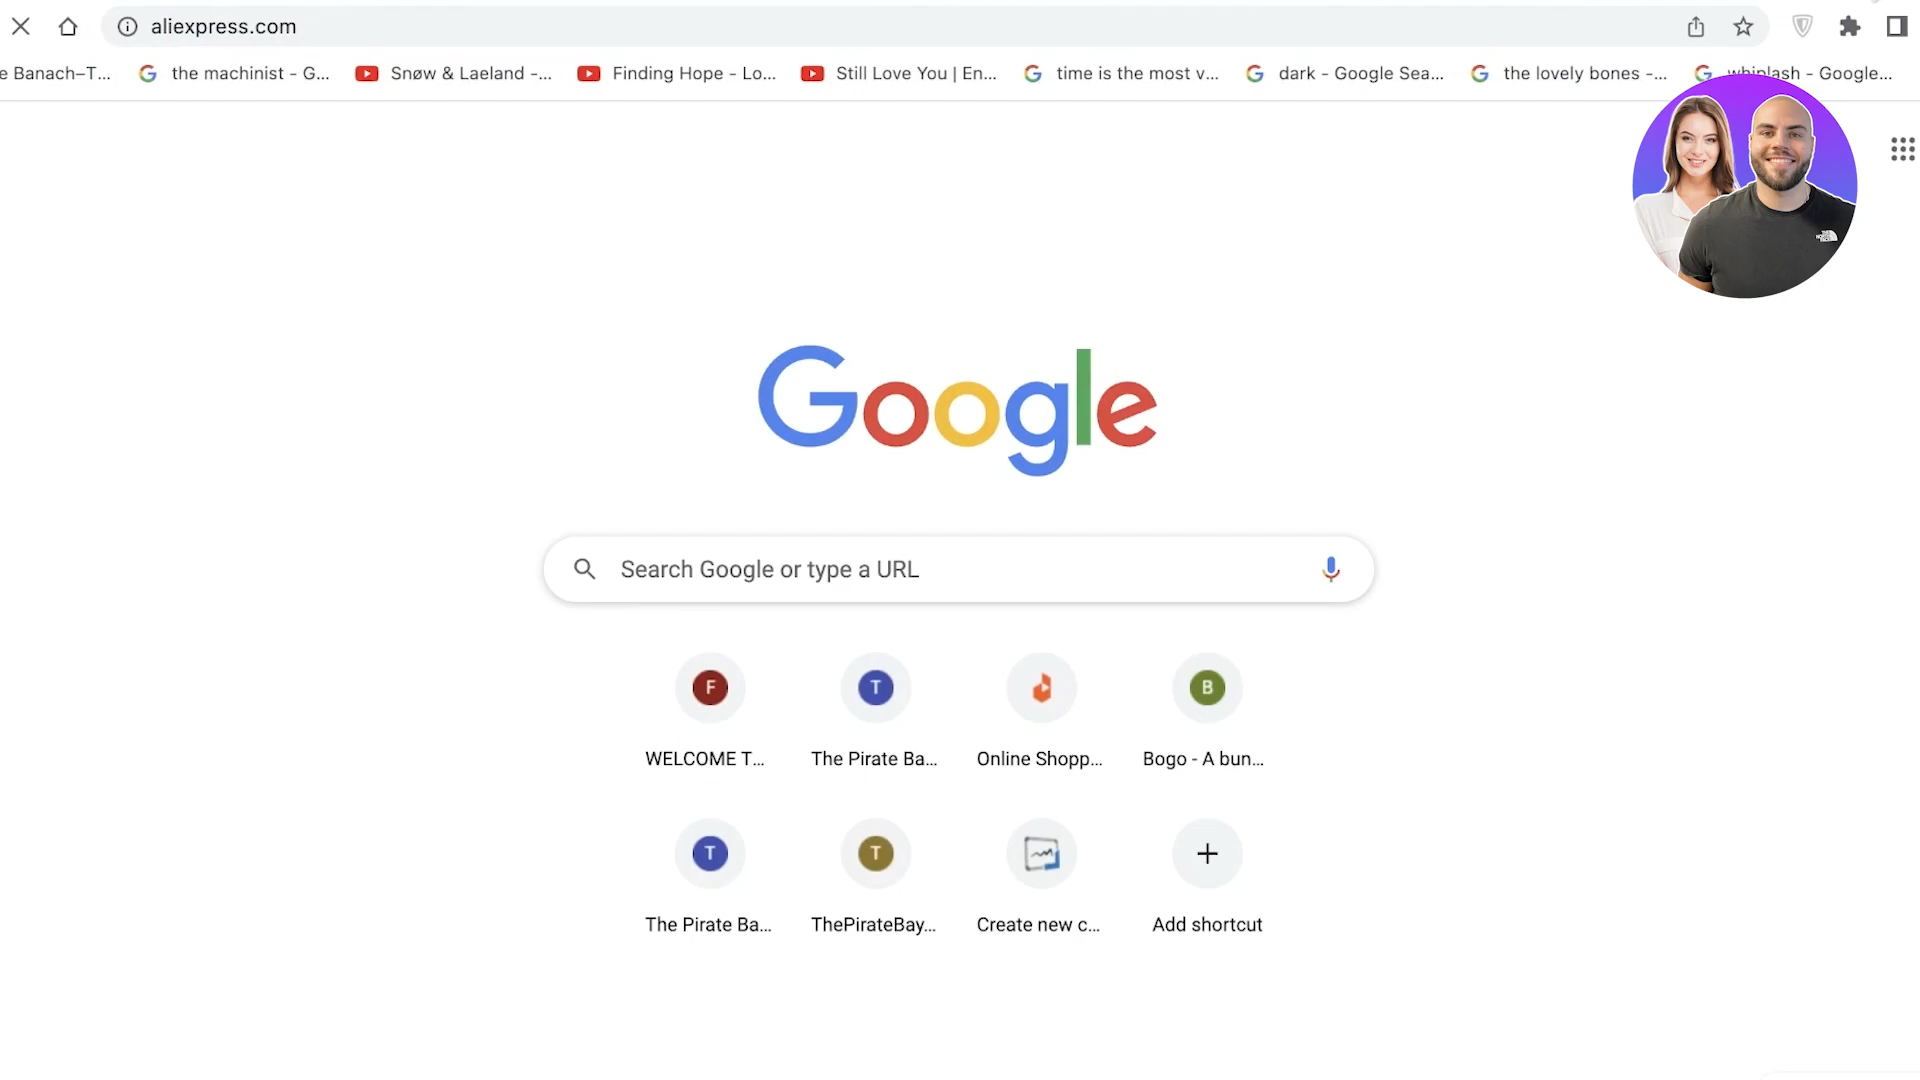 aliexpress.com
e Banach–T... the machinist - G... Snøw & Laeland -... Finding Hope - Lo... Still Love You | En... time is the most v... dark - Google Sea... the lovely bones -... whiplash - Google...
Google
Search Google or type a URL
F T B
WELCOME T... The Pirate Ba... Online Shopp... Bogo - A bun...
T T
The Pirate Ba... ThePirateBay... Create new c... Add shortcut